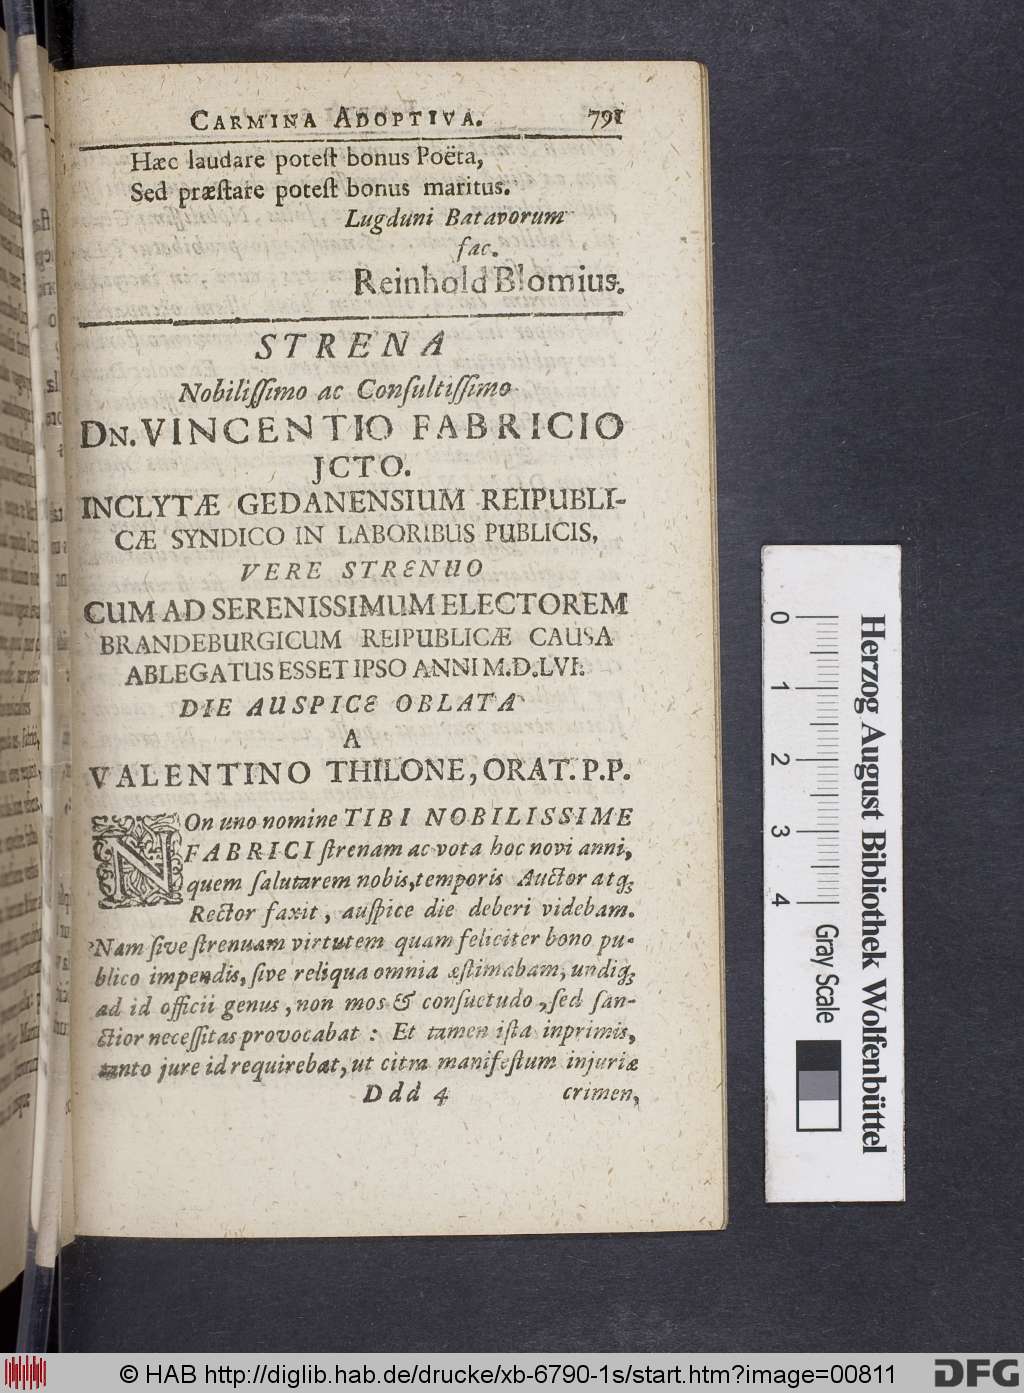 CARMINA ADOPTIVA. 791
Hæc laudare potest bonus Poëta,
Sed præstare potest bonus maritus.
Lugduni Batavorum
fac.
Reinhold Blomius.
STRENA
Nobilissimo ac Consultissimo
DN. VINCENTIO FABRICIO
JCTO.
INCLYTÆ GEDANENSIUM REIPUBLI-
CÆ SYNDICO IN LABORIBUS PUBLICIS,
VERE STRENUO
CUM AD SERENISSIMUM ELECTOREM
BRANDEBURGICUM REIPUBLICÆ CAUSA
ABLEGATUS ESSET IPSO ANNI M.D.LVI.
DIE AUSPICE OBLATA
A
VALENTINO THILONE, ORAT. P.P.
NOn uno nomine TIBI NOBILISSIME
FABRICI strenam ac vota hoc novi anni,
quem salutarem nobis, temporis Auctor atq;
Rector faxit, auspice die deberi videbam.
Nam sive strenuam virtutem quam feliciter bono pu-
blico impendis, sive reliqua omnia æstimabam, undiq;
ad id officii genus, non mos & consuetudo, sed san-
ctior necessitas provocabat: Et tamen ista inprimis,
tanto jure id requirebat, ut citra manifestum injuriæ
Ddd 4 crimen,
0 1 2 3 4
Gray Scale
Herzog August Bibliothek Wolfenbüttel
© HAB http://diglib.hab.de/drucke/xb-6790-1s/start.htm?image=00811
DFG